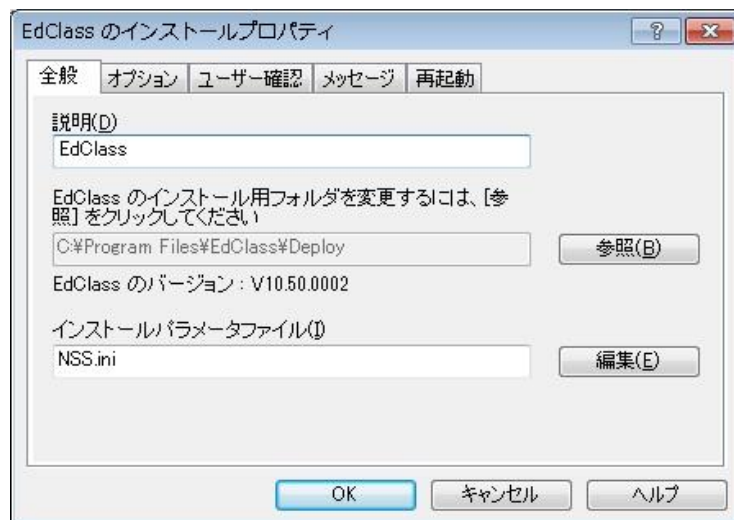 EdClass のインストールプロパティ
全般 オプション ユーザー確認 メッセージ 再起動
説明(D)
EdClass
EdClass のインストール用フォルダを変更するには、[参
照] をクリックしてください
C:¥Program Files¥EdClass¥Deploy 参照(B)
EdClass のバージョン : V10.50.0002
インストールパラメータファイル(I)
NSS.ini 編集(E)
OK キャンセル ヘルプ